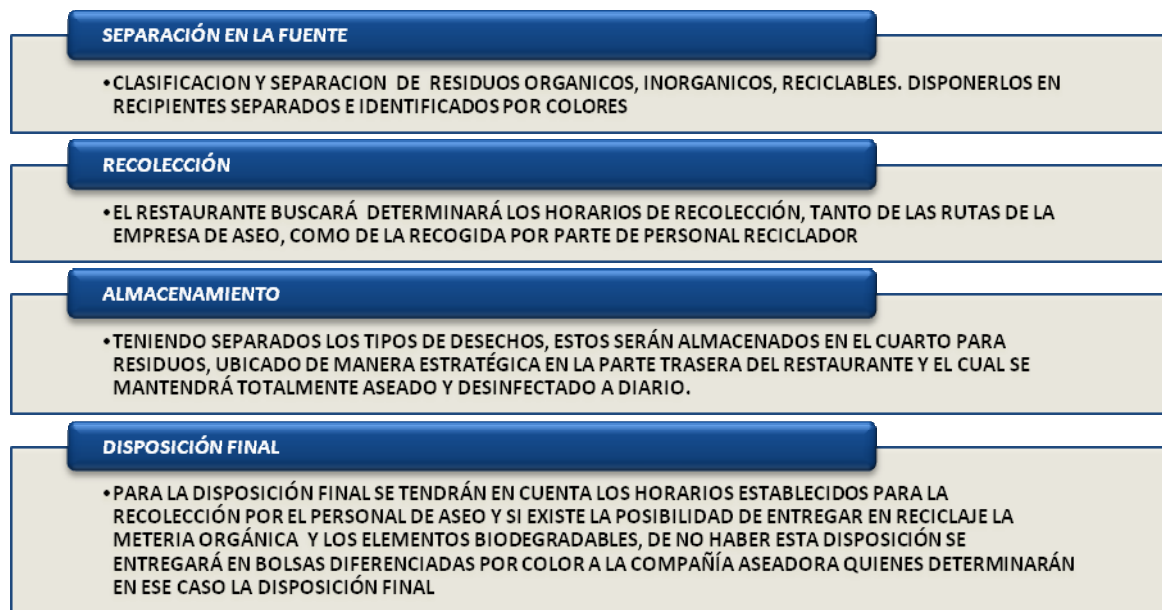 SEPARACIÓN EN LA FUENTE
•CLASIFICACION Y SEPARACION DE RESIDUOS ORGANICOS, INORGANICOS, RECICLABLES. DISPONERLOS EN
RECIPIENTES SEPARADOS E IDENTIFICADOS POR COLORES
RECOLECCIÓN
•EL RESTAURANTE BUSCARÁ DETERMINARÁ LOS HORARIOS DE RECOLECCIÓN, TANTO DE LAS RUTAS DE LA
EMPRESA DE ASEO, COMO DE LA RECOGIDA POR PARTE DE PERSONAL RECICLADOR
ALMACENAMIENTO
•TENIENDO SEPARADOS LOS TIPOS DE DESECHOS, ESTOS SERÁN ALMACENADOS EN EL CUARTO PARA
RESIDUOS, UBICADO DE MANERA ESTRATÉGICA EN LA PARTE TRASERA DEL RESTAURANTE Y EL CUAL SE
MANTENDRÁ TOTALMENTE ASEADO Y DESINFECTADO A DIARIO.
DISPOSICIÓN FINAL
•PARA LA DISPOSICIÓN FINAL SE TENDRÁN EN CUENTA LOS HORARIOS ESTABLECIDOS PARA LA
RECOLECCIÓN POR EL PERSONAL DE ASEO Y SI EXISTE LA POSIBILIDAD DE ENTREGAR EN RECICLAJE LA
METERIA ORGÁNICA Y LOS ELEMENTOS BIODEGRADABLES, DE NO HABER ESTA DISPOSICIÓN SE
ENTREGARÁ EN BOLSAS DIFERENCIADAS POR COLOR A LA COMPAÑÍA ASEADORA QUIENES DETERMINARÁN
EN ESE CASO LA DISPOSICIÓN FINAL